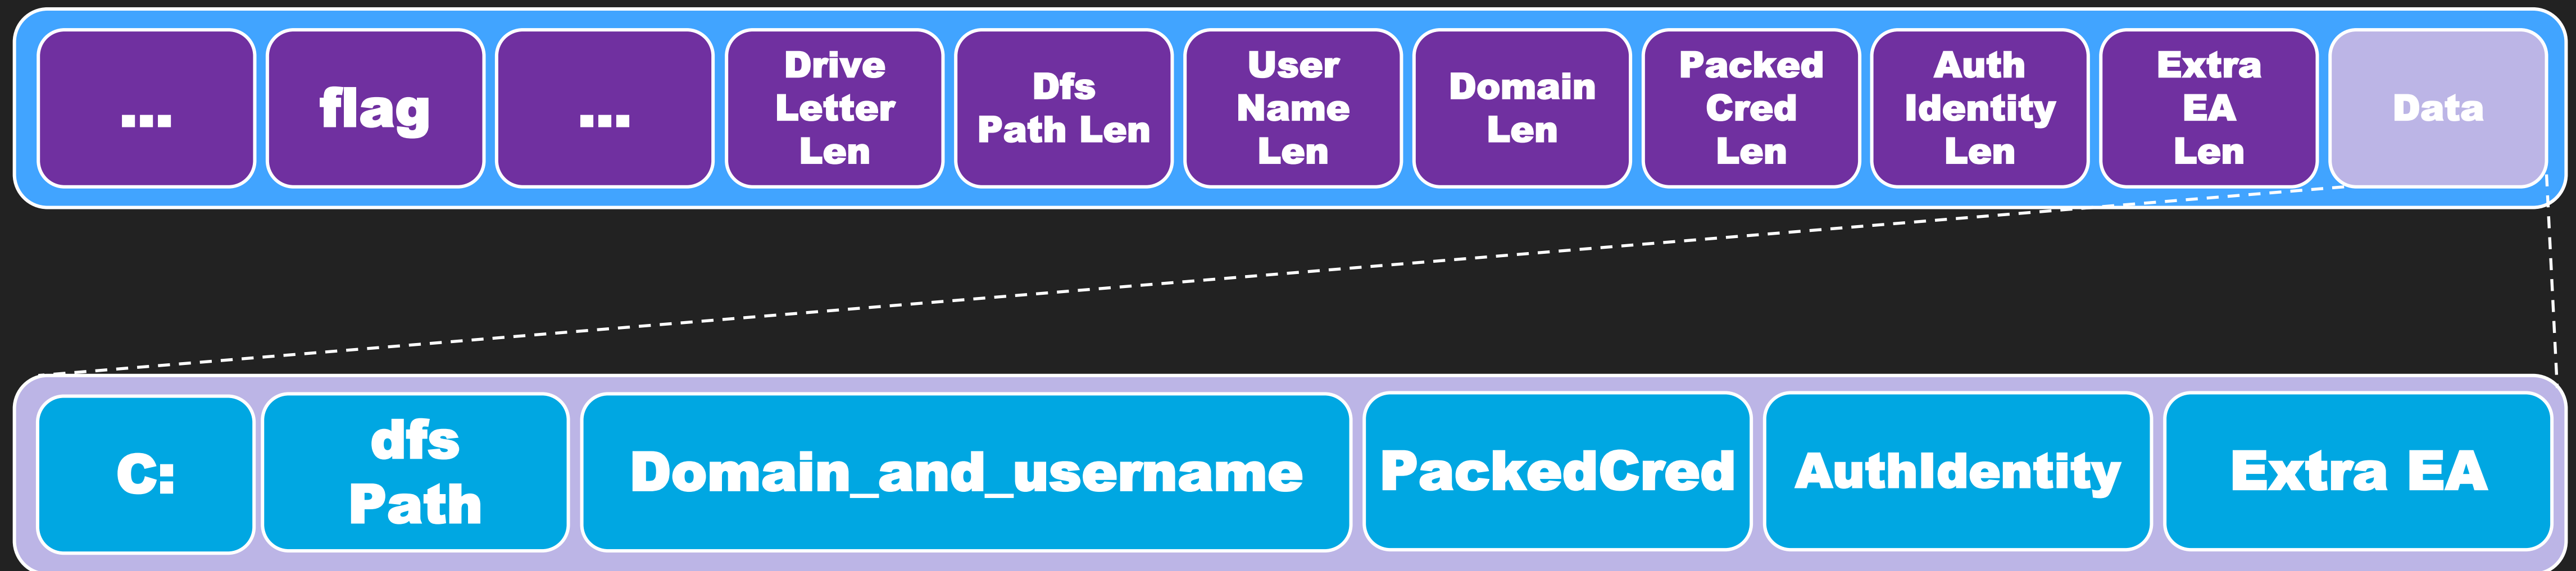 ...
flag
...
Drive
Letter
Len
Dfs
Path Len
User
Name
Len
Domain
Len
Packed
Cred
Len
Auth
Identity
Len
Extra
EA
Len
Data
C:
dfs
Path
Domain_and_username
PackedCred
AuthIdentity
Extra EA